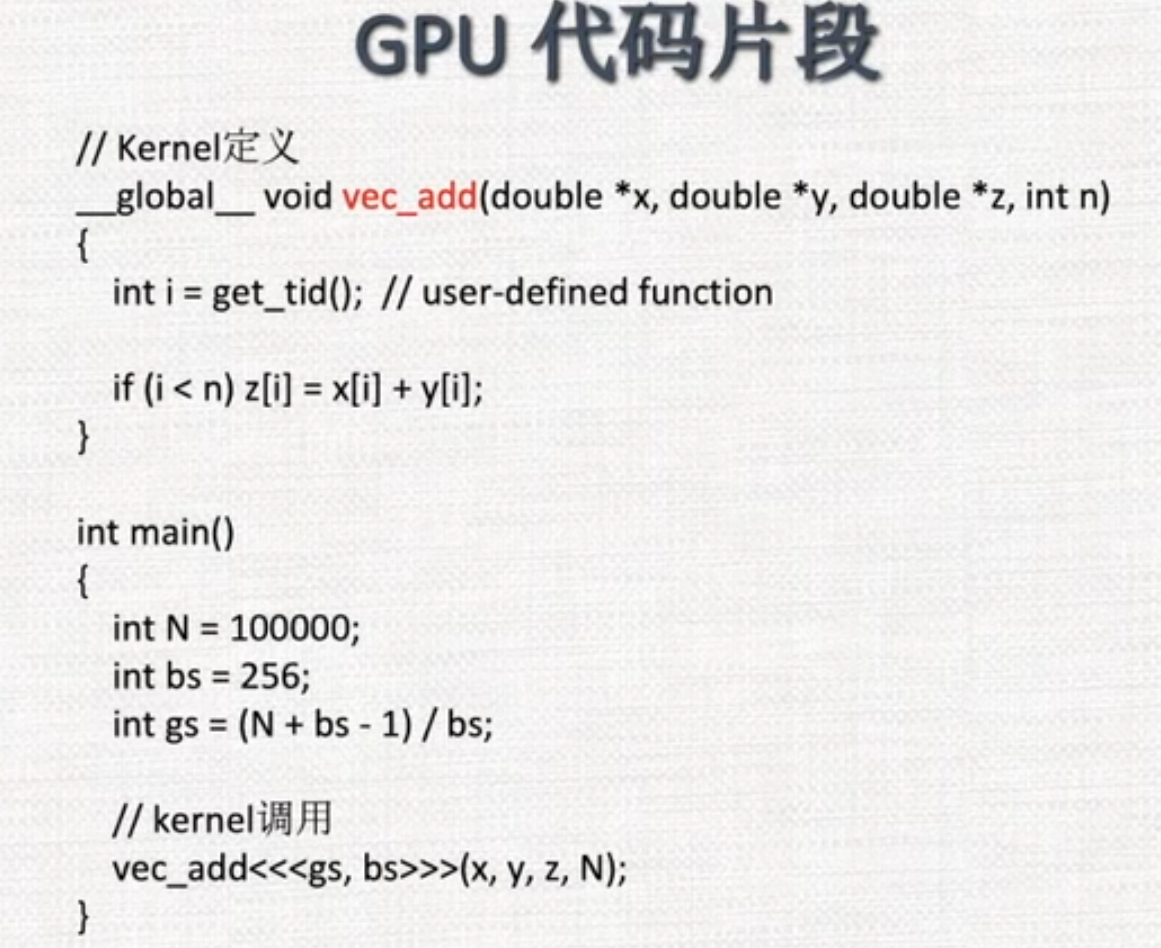 GPU 代码片段
// Kernel定义
__global__ void vec_add(double *x, double *y, double *z, int n)
{
int i = get_tid(); // user-defined function
if (i < n) z[i] = x[i] + y[i];
}
int main()
{
int N = 100000;
int bs = 256;
int gs = (N + bs - 1) / bs;
// kernel调用
vec_add<<<gs, bs>>>(x, y, z, N);
}